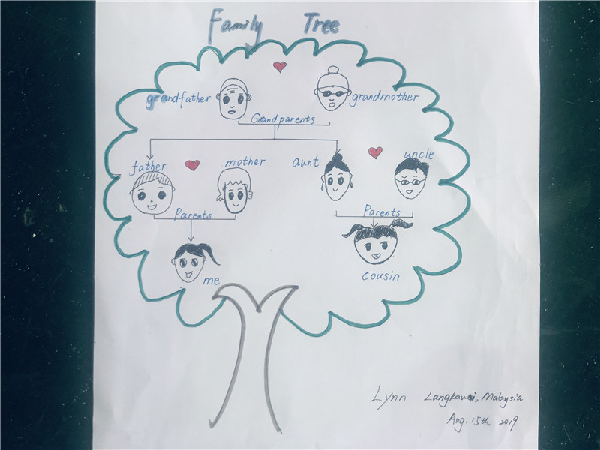 Family Tree
grandfather
grandmother
Grandparents
father
mother
aunt
uncle
Parents
Parents
me
cousin
Lynn Langkawi, Malaysia
Aug. 15th 2019